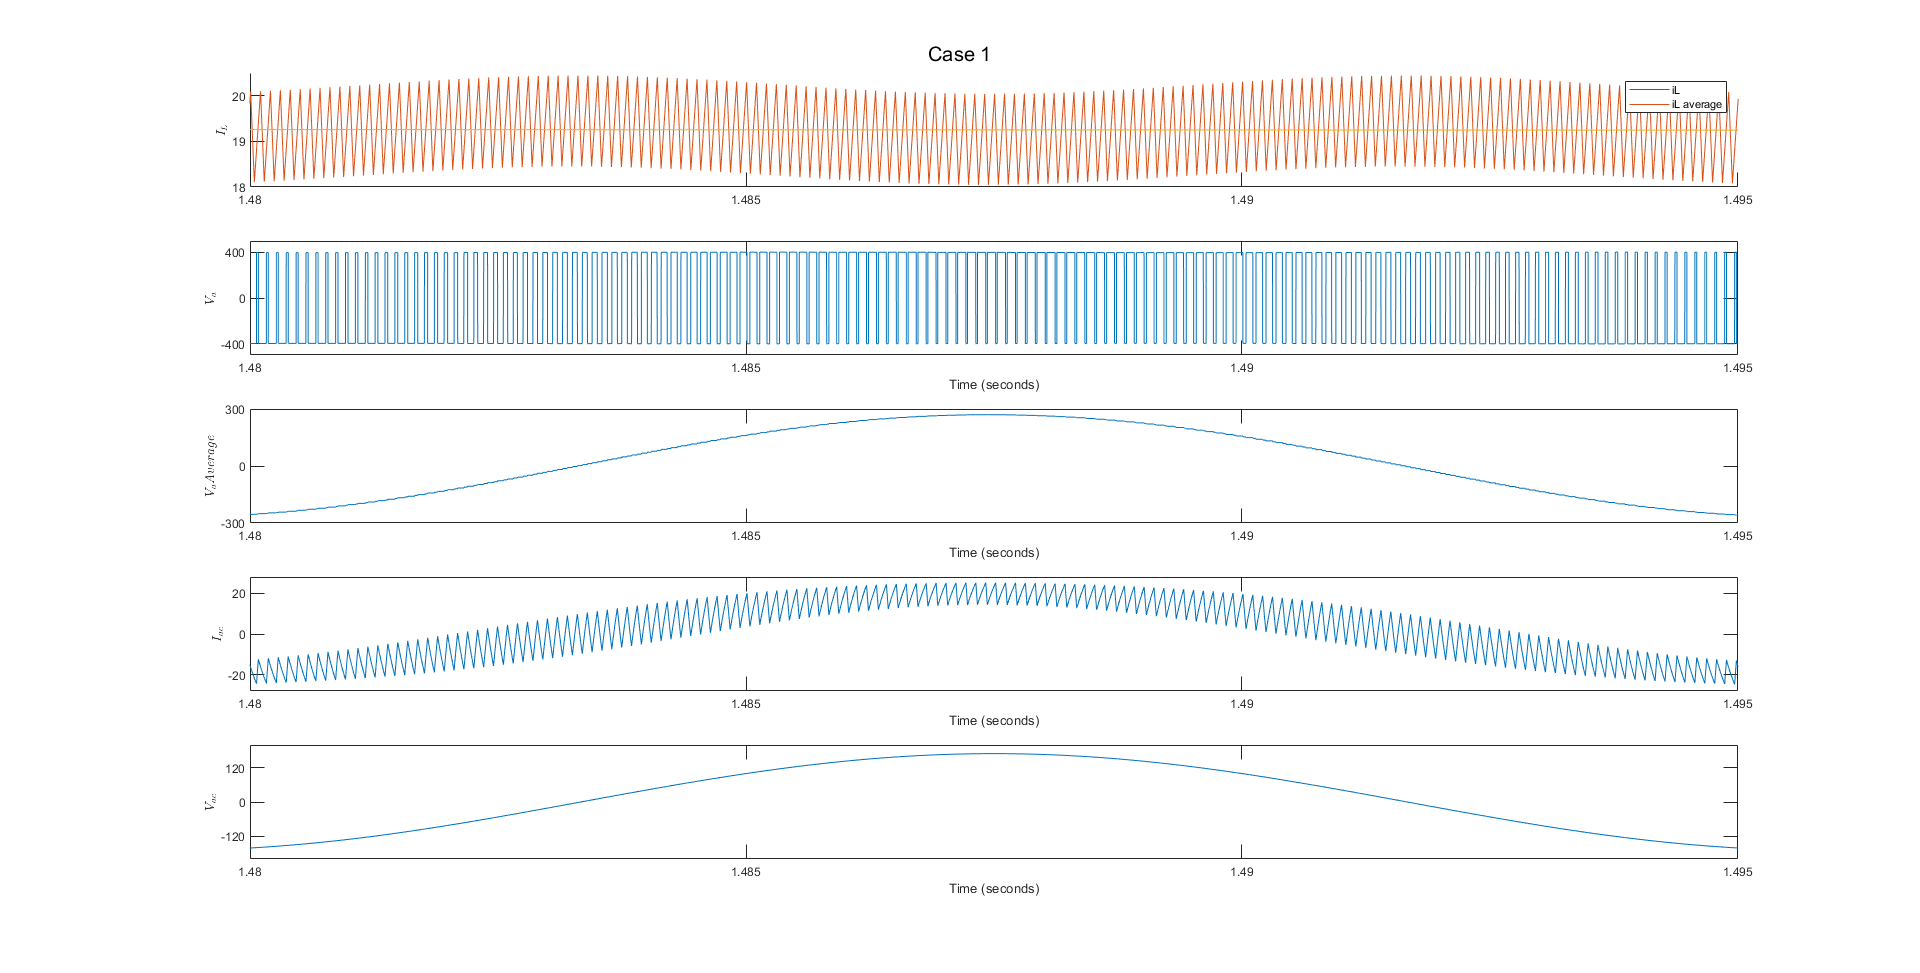 Case 1
iL
iL average
20
19
18
I_L
1.48 1.485 1.49 1.495
400
0
-400
V_a
1.48 1.485 1.49 1.495
Time (seconds)
300
0
-300
V_aAverage
1.48 1.485 1.49 1.495
Time (seconds)
20
0
-20
I_ac
1.48 1.485 1.49 1.495
Time (seconds)
120
0
-120
V_ac
1.48 1.485 1.49 1.495
Time (seconds)